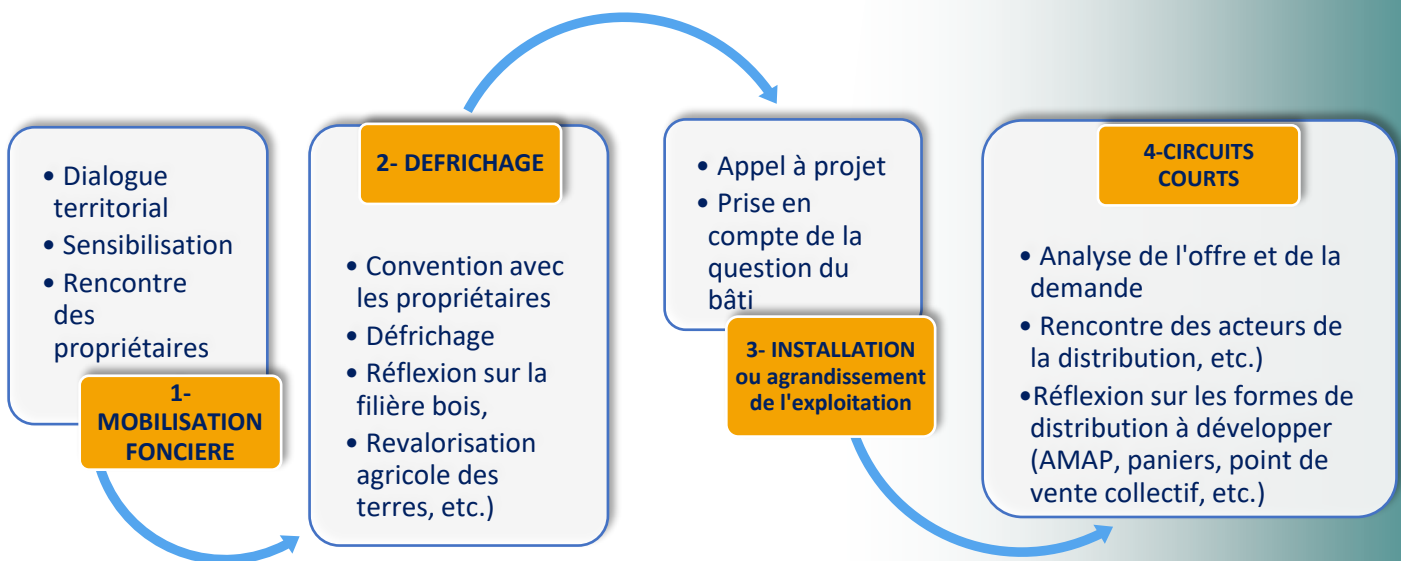 • Dialogue
territorial
• Sensibilisation
• Rencontre
des
propriétaires
1-
MOBILISATION
FONCIERE
2- DEFRICHAGE
• Convention avec
les propriétaires
• Défrichage
• Réflexion sur la
filière bois,
• Revalorisation
agricole des
terres, etc.)
• Appel à projet
• Prise en
compte de la
question du
bâti
3- INSTALLATION
ou agrandissement
de l'exploitation
4-CIRCUITS
COURTS
• Analyse de l'offre et de la
demande
• Rencontre des acteurs de
la distribution, etc.)
•Réflexion sur les formes de
distribution à développer
(AMAP, paniers, point de
vente collectif, etc.)